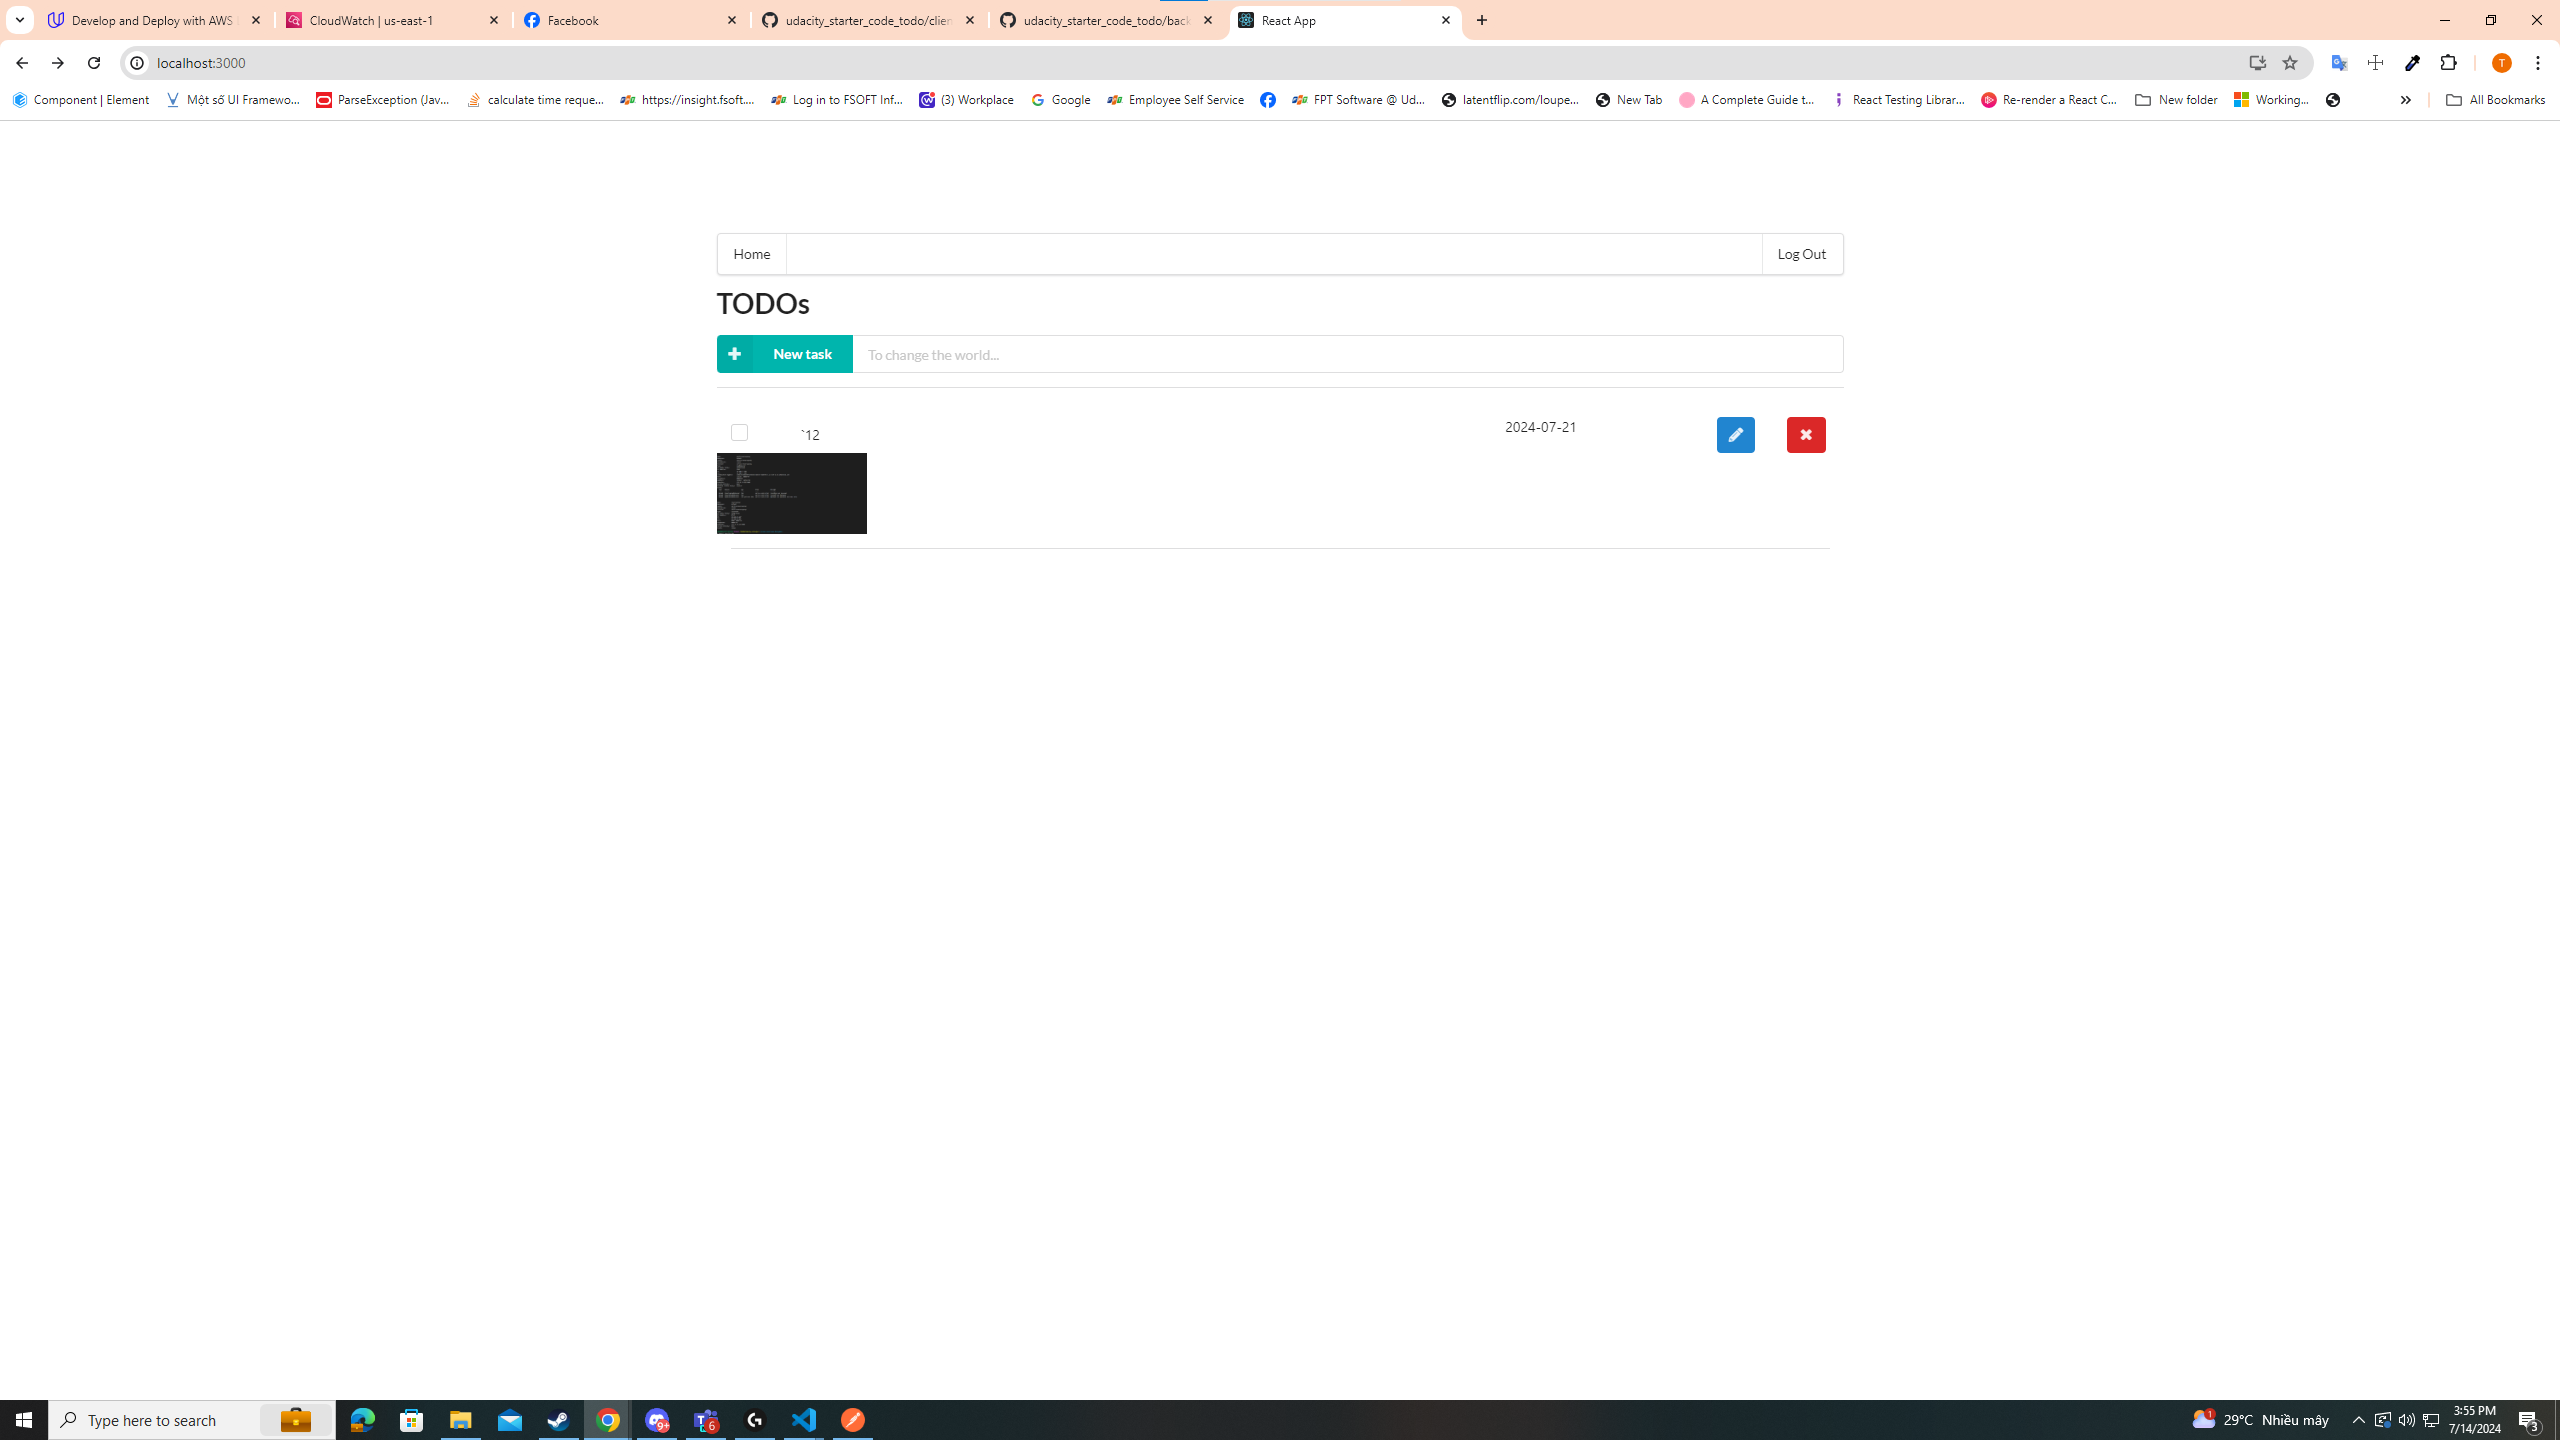 Develop and Deploy with AWS
CloudWatch | us-east-1
Facebook
udacity_starter_code_todo/clien
udacity_starter_code_todo/back
React App
localhost:3000
T
Component | Element
Một số UI Framewo...
ParseException (Jav...
calculate time reque...
https://insight.fsoft....
Log in to FSOFT Inf...
(3) Workplace
Google
Employee Self Service
FPT Software @ Ud...
latentflip.com/loupe...
New Tab
A Complete Guide t...
React Testing Librar...
Re-render a React C...
New folder
Working...
All Bookmarks
Home
Log Out
TODOs
New task
To change the world...
`12
2024-07-21
Type here to search
9+
6
1
29°C Nhiều mây
3:55 PM
7/14/2024
3